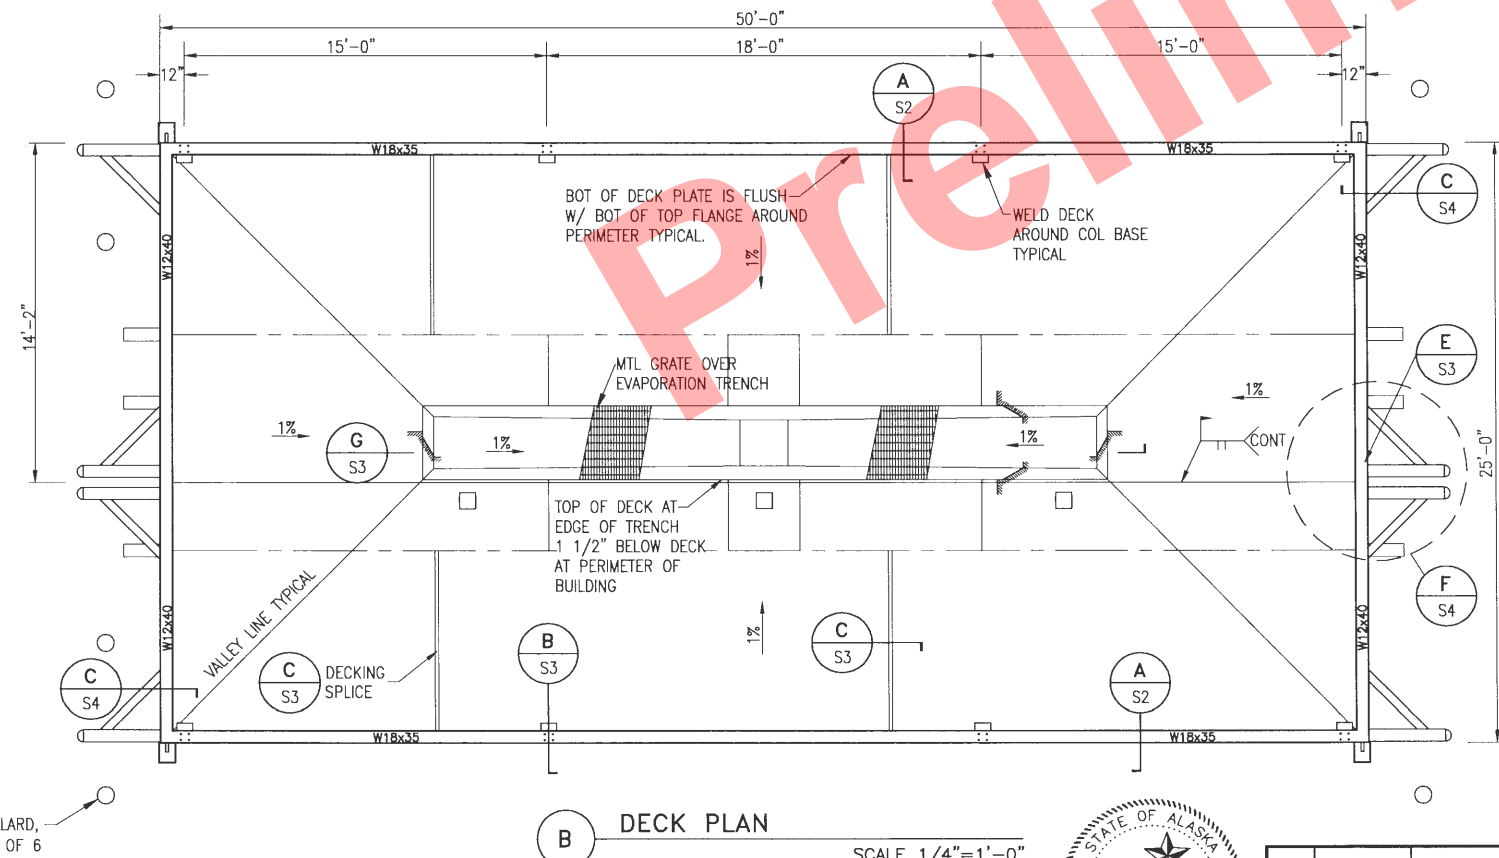 50'-0"
15'-0"
18'-0"
15'-0"
12"
12"
A
S2
W18x35
W18x35
C
S4
BOT OF DECK PLATE IS FLUSH
W/ BOT OF TOP FLANGE AROUND
PERIMETER TYPICAL.
WELD DECK
AROUND COL BASE
TYPICAL
1%
W12x40
W12x40
14'-2"
E
S3
MTL GRATE OVER
EVAPORATION TRENCH
1%
1%
G
S3
1%
1%
CONT
25'-0"
TOP OF DECK AT
EDGE OF TRENCH
1 1/2" BELOW DECK
AT PERIMETER OF
BUILDING
F
S4
VALLEY LINE TYPICAL
W12x40
W12x40
1%
B
S3
C
S3
C
S4
C
S3
DECKING
SPLICE
A
S2
W18x35
W18x35
LARD,
OF 6
B
DECK PLAN
SCALE 1/4"=1'-0"
STATE OF ALASKA
Prelim